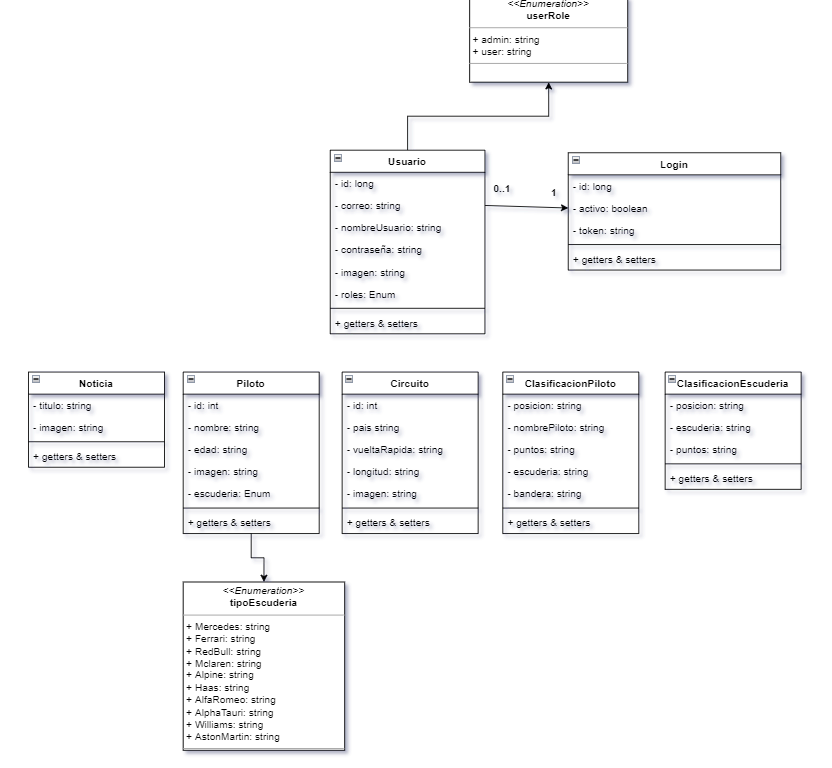 <<Enumeration>>
userRole
+ admin: string
+ user: string
Usuario
- id: long
- correo: string
- nombreUsuario: string
- contraseña: string
- imagen: string
- roles: Enum
+ getters & setters
0..1
1
Login
- id: long
- activo: boolean
- token: string
+ getters & setters
Noticia
- titulo: string
- imagen: string
+ getters & setters
Piloto
- id: int
- nombre: string
- edad: string
- imagen: string
- escuderia: Enum
+ getters & setters
Circuito
- id: int
- pais string
- vueltaRapida: string
- longitud: string
- imagen: string
+ getters & setters
ClasificacionPiloto
- posicion: string
- nombrePiloto: string
- puntos: string
- escuderia: string
- bandera: string
+ getters & setters
ClasificacionEscuderia
- posicion: string
- escuderia: string
- puntos: string
+ getters & setters
<<Enumeration>>
tipoEscuderia
+ Mercedes: string
+ Ferrari: string
+ RedBull: string
+ Mclaren: string
+ Alpine: string
+ Haas: string
+ AlfaRomeo: string
+ AlphaTauri: string
+ Williams: string
+ AstonMartin: string